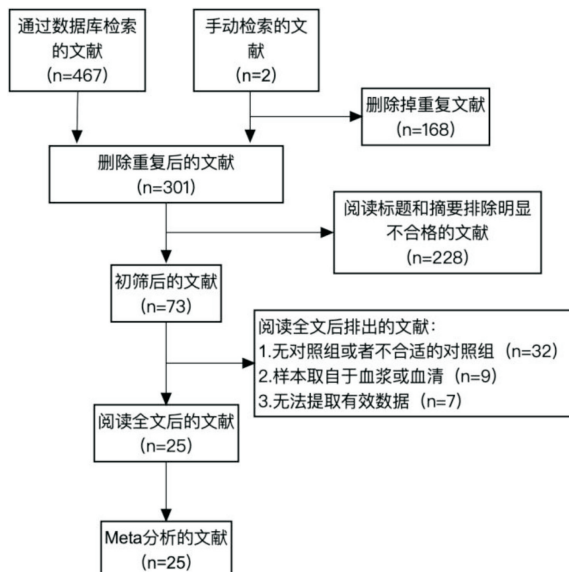 通过数据库检索
的文献
(n=467)
手动检索的文
献
(n=2)
删除掉重复文献
(n=168)
删除重复后的文献
(n=301)
阅读标题和摘要排除明显
不合格的文献
(n=228)
初筛后的文献
(n=73)
阅读全文后排出的文献：
1.无对照组或者不合适的对照组（n=32）
2.样本取自于血浆或血清（n=9）
3.无法提取有效数据（n=7）
阅读全文后的文献
(n=25)
Meta分析的文献
(n=25)